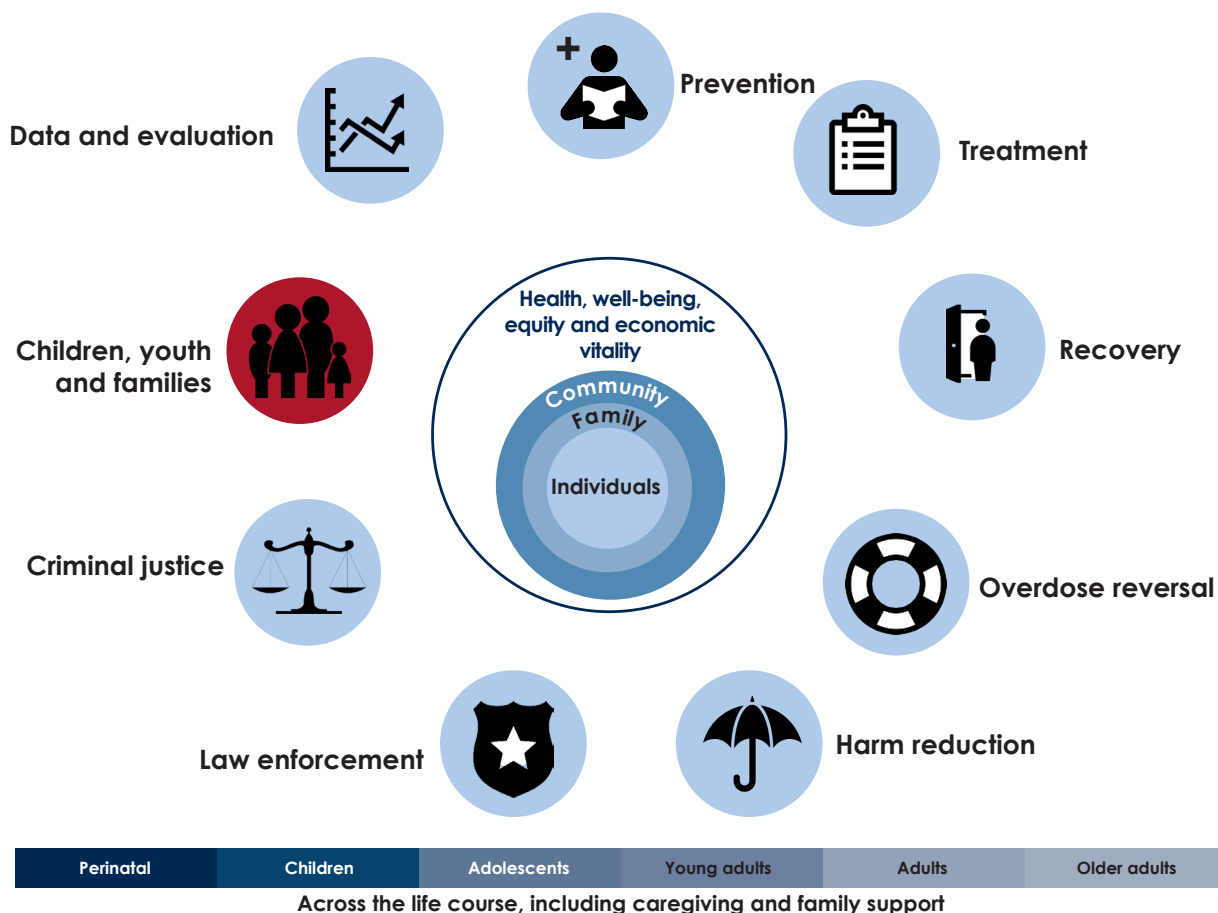 Prevention
Data and evaluation
Treatment
Health, well-being,
equity and economic
vitality
Children, youth
and families
Recovery
Community
Family
Individuals
Criminal justice
Overdose reversal
Law enforcement
Harm reduction
Perinatal
Children
Adolescents
Young adults
Adults
Older adults
Across the life course, including caregiving and family support